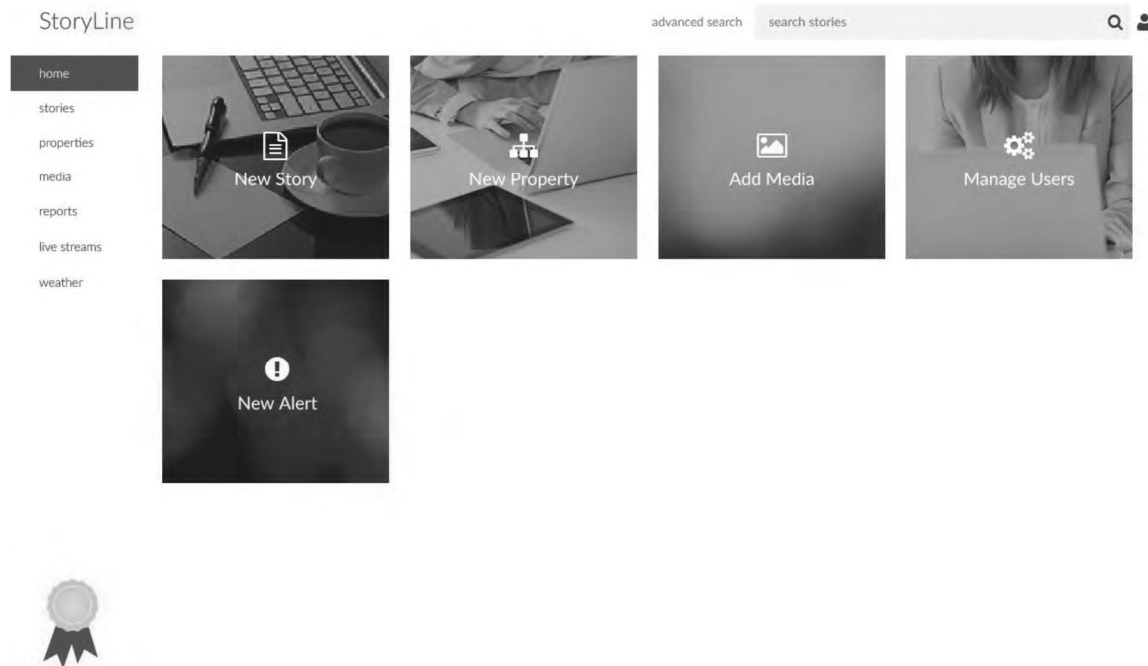 StoryLine
advanced search
search stories
home
stories
properties
media
reports
live streams
weather
New Story
New Property
Add Media
Manage Users
New Alert